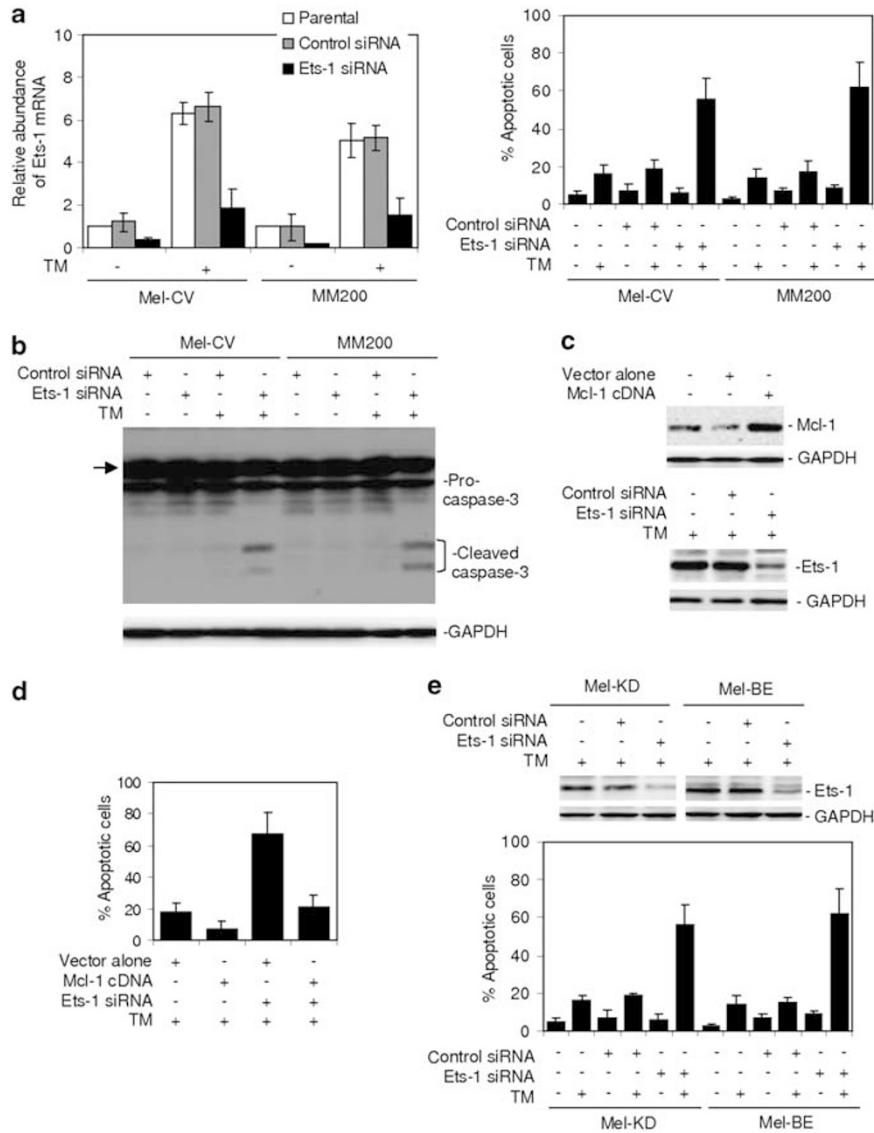 a
Parental
Control siRNA
Ets-1 siRNA
Relative abundance
of Ets-1 mRNA
10
8
6
4
2
0
TM - + - +
Mel-CV MM200
% Apoptotic cells
100
80
60
40
20
0
Control siRNA - - + + - - - - + + - -
Ets-1 siRNA - - - - + + - - - - + +
TM - + - + - + - + - + - +
Mel-CV MM200
b
Mel-CV MM200
Control siRNA + - + - + - + -
Ets-1 siRNA - + - + - + - +
TM - - + + - - + +
-Pro-
caspase-3
-Cleaved
caspase-3
-GAPDH
c
Vector alone - + -
Mcl-1 cDNA - - +
- Mcl-1
- GAPDH
Control siRNA - + -
Ets-1 siRNA - - +
TM + + +
-Ets-1
- GAPDH
d
% Apoptotic cells
100
80
60
40
20
0
Vector alone + - + -
Mcl-1 cDNA - + - +
Ets-1 siRNA - - + +
TM + + + +
e
Mel-KD Mel-BE
Control siRNA - + - - + -
Ets-1 siRNA - - + - - +
TM + + + + + +
- Ets-1
- GAPDH
% Apoptotic cells
100
80
60
40
20
0
Control siRNA - - + + - - - - + + - -
Ets-1 siRNA - - - - + + - - - - + +
TM - + - + - + - + - + - +
Mel-KD Mel-BE